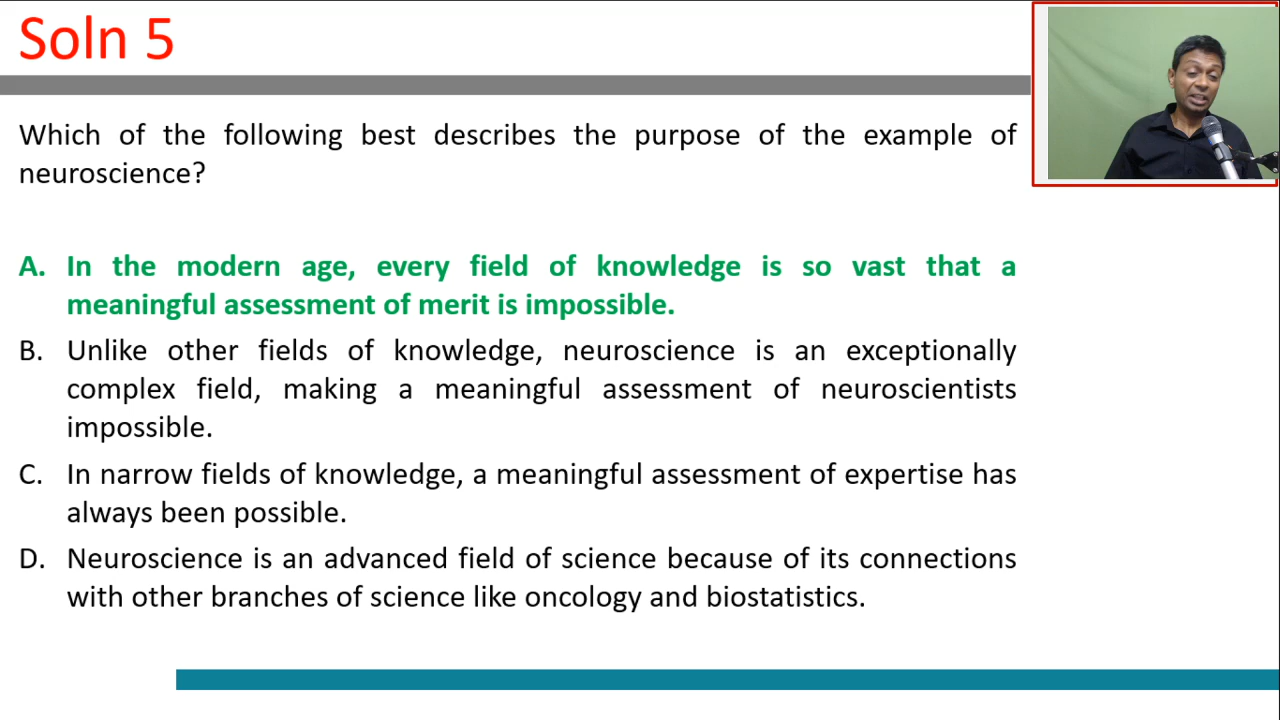 Soln 5
Which of the following best describes the purpose of the example of
neuroscience?
A. In the modern age, every field of knowledge is so vast that a
meaningful assessment of merit is impossible.
B. Unlike other fields of knowledge, neuroscience is an exceptionally
complex field, making a meaningful assessment of neuroscientists
impossible.
C. In narrow fields of knowledge, a meaningful assessment of expertise has
always been possible.
D. Neuroscience is an advanced field of science because of its connections
with other branches of science like oncology and biostatistics.